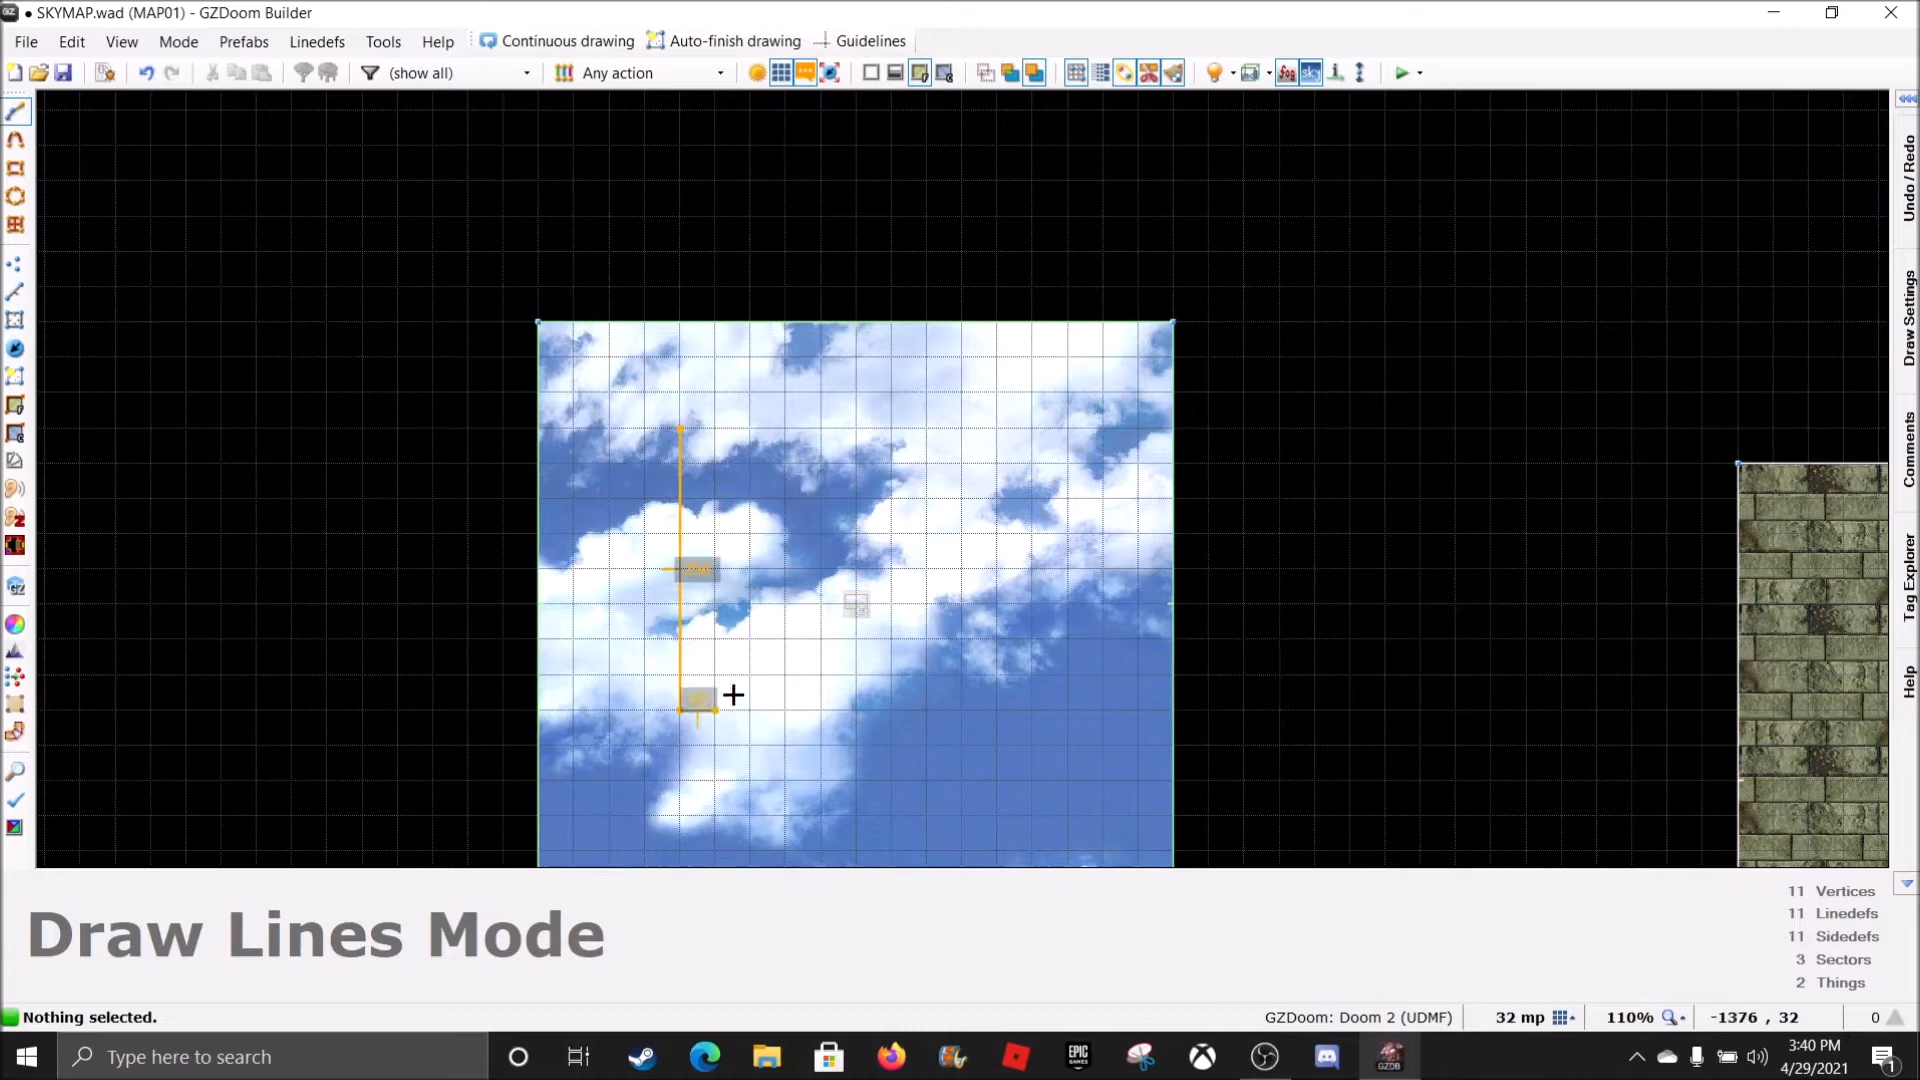 SKYMAP.wad (MAP01) - GZDoom Builder
File Edit View Mode Prefabs Linedefs Tools Help Continuous drawing Auto-finish drawing Guidelines
(show all) Any action
Undo / Redo
Draw Settings
Comments
Tag Explorer
Help
256
Draw Lines Mode
11 Vertices
11 Linedefs
11 Sidedefs
3 Sectors
2 Things
Nothing selected.
GZDoom: Doom 2 (UDMF) 32 mp 110% -1376 , 32 0
Type here to search
3:40 PM
4/29/2021